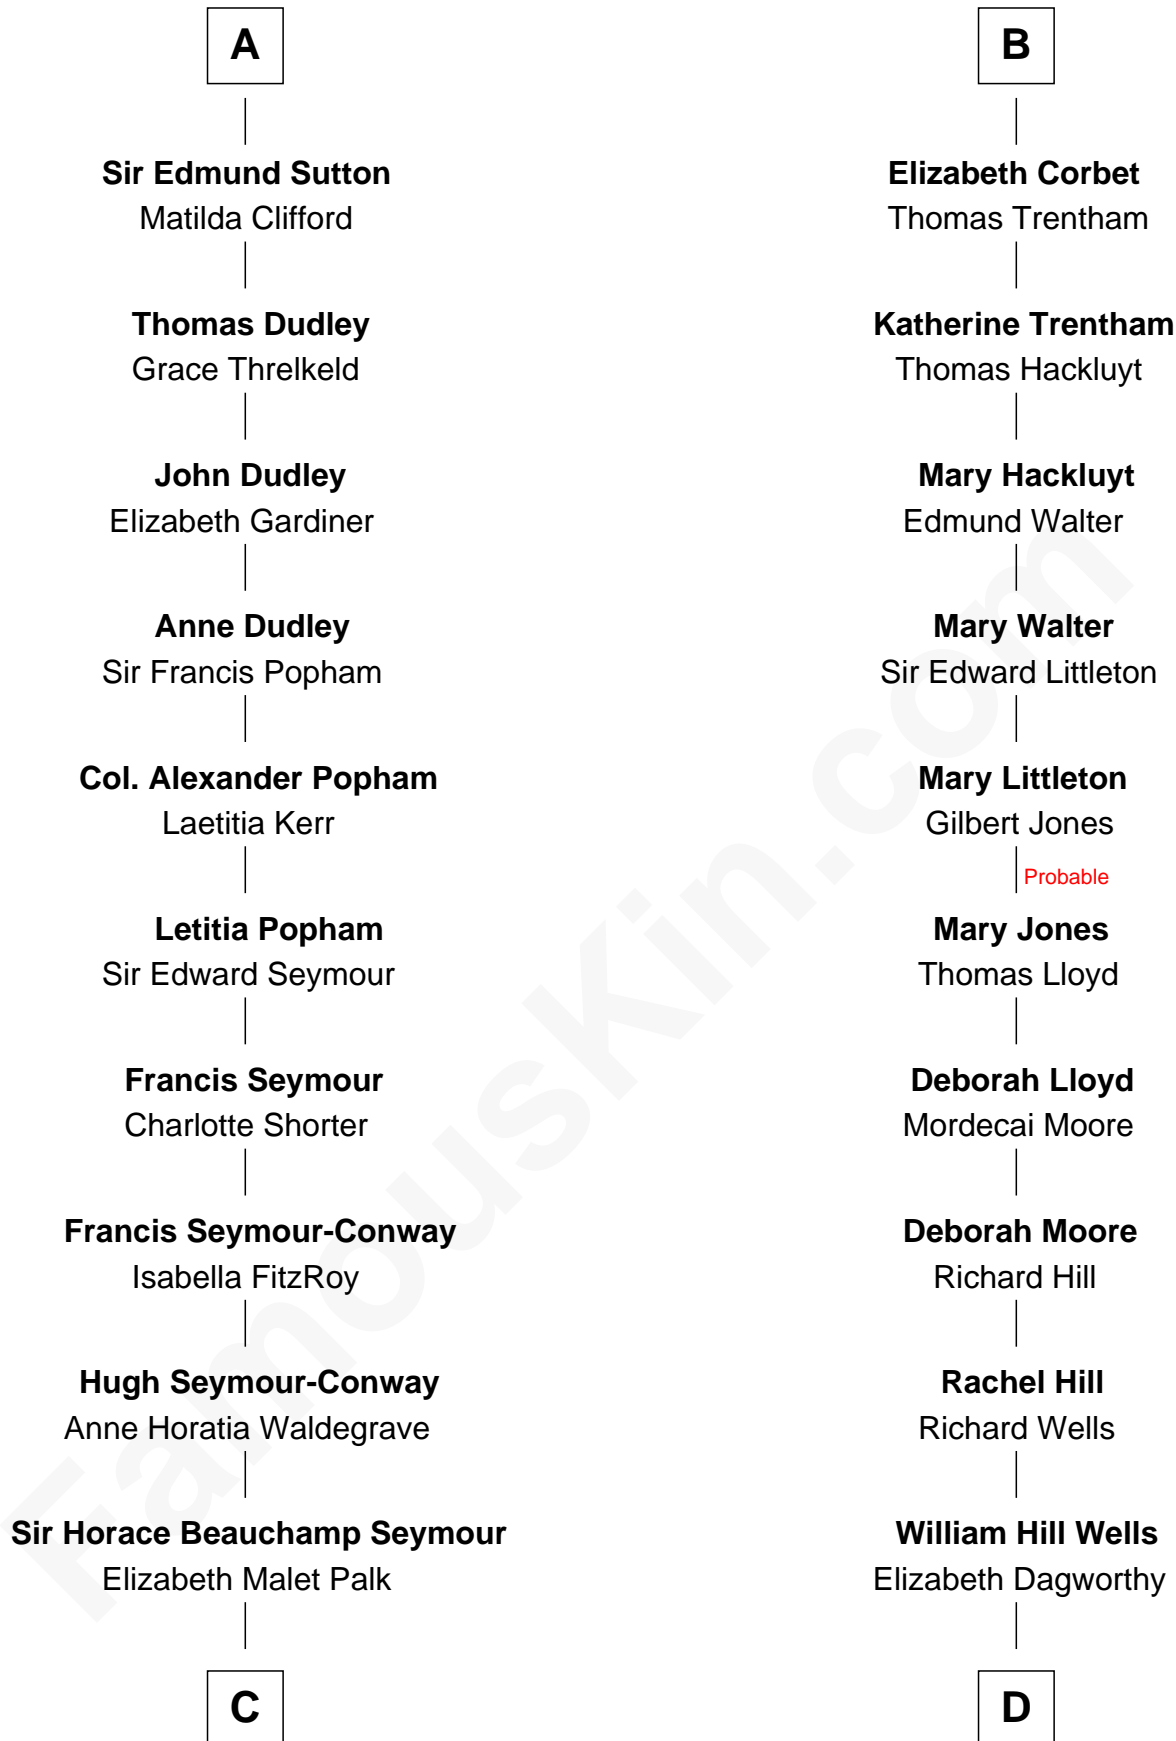 A
Sir Edmund Sutton
Matilda Clifford
Thomas Dudley
Grace Threlkeld
John Dudley
Elizabeth Gardiner
Anne Dudley
Sir Francis Popham
Col. Alexander Popham
Laetitia Kerr
Letitia Popham
Sir Edward Seymour
Francis Seymour
Charlotte Shorter
Francis Seymour-Conway
Isabella FitzRoy
Hugh Seymour-Conway
Anne Horatia Waldegrave
Sir Horace Beauchamp Seymour
Elizabeth Malet Palk
C
B
Elizabeth Corbet
Thomas Trentham
Katherine Trentham
Thomas Hackluyt
Mary Hackluyt
Edmund Walter
Mary Walter
Sir Edward Littleton
Mary Littleton
Gilbert Jones
Probable
Mary Jones
Thomas Lloyd
Deborah Lloyd
Mordecai Moore
Deborah Moore
Richard Hill
Rachel Hill
Richard Wells
William Hill Wells
Elizabeth Dagworthy
D
FamousKin.com